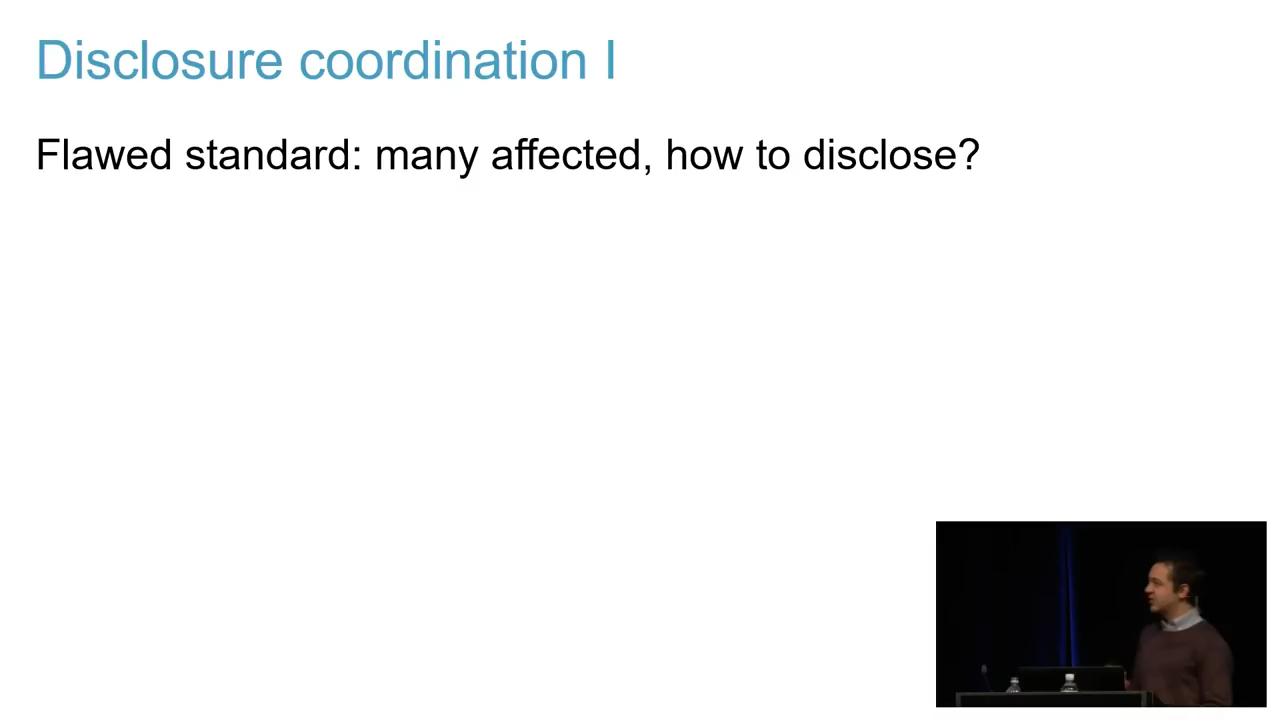 Disclosure coordination I
Flawed standard: many affected, how to disclose?